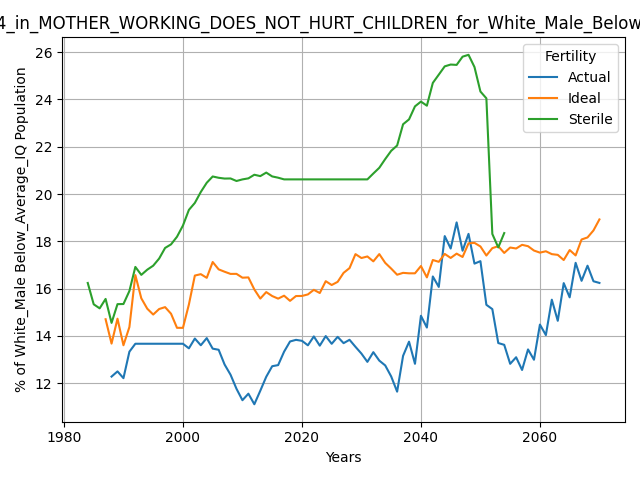 4_in_MOTHER_WORKING_DOES_NOT_HURT_CHILDREN_for_White_Male_Below
% of White_Male Below_Average_IQ Population
26
24
22
20
18
16
14
12
Fertility
Actual
Ideal
Sterile
1980
2000
2020
2040
2060
Years